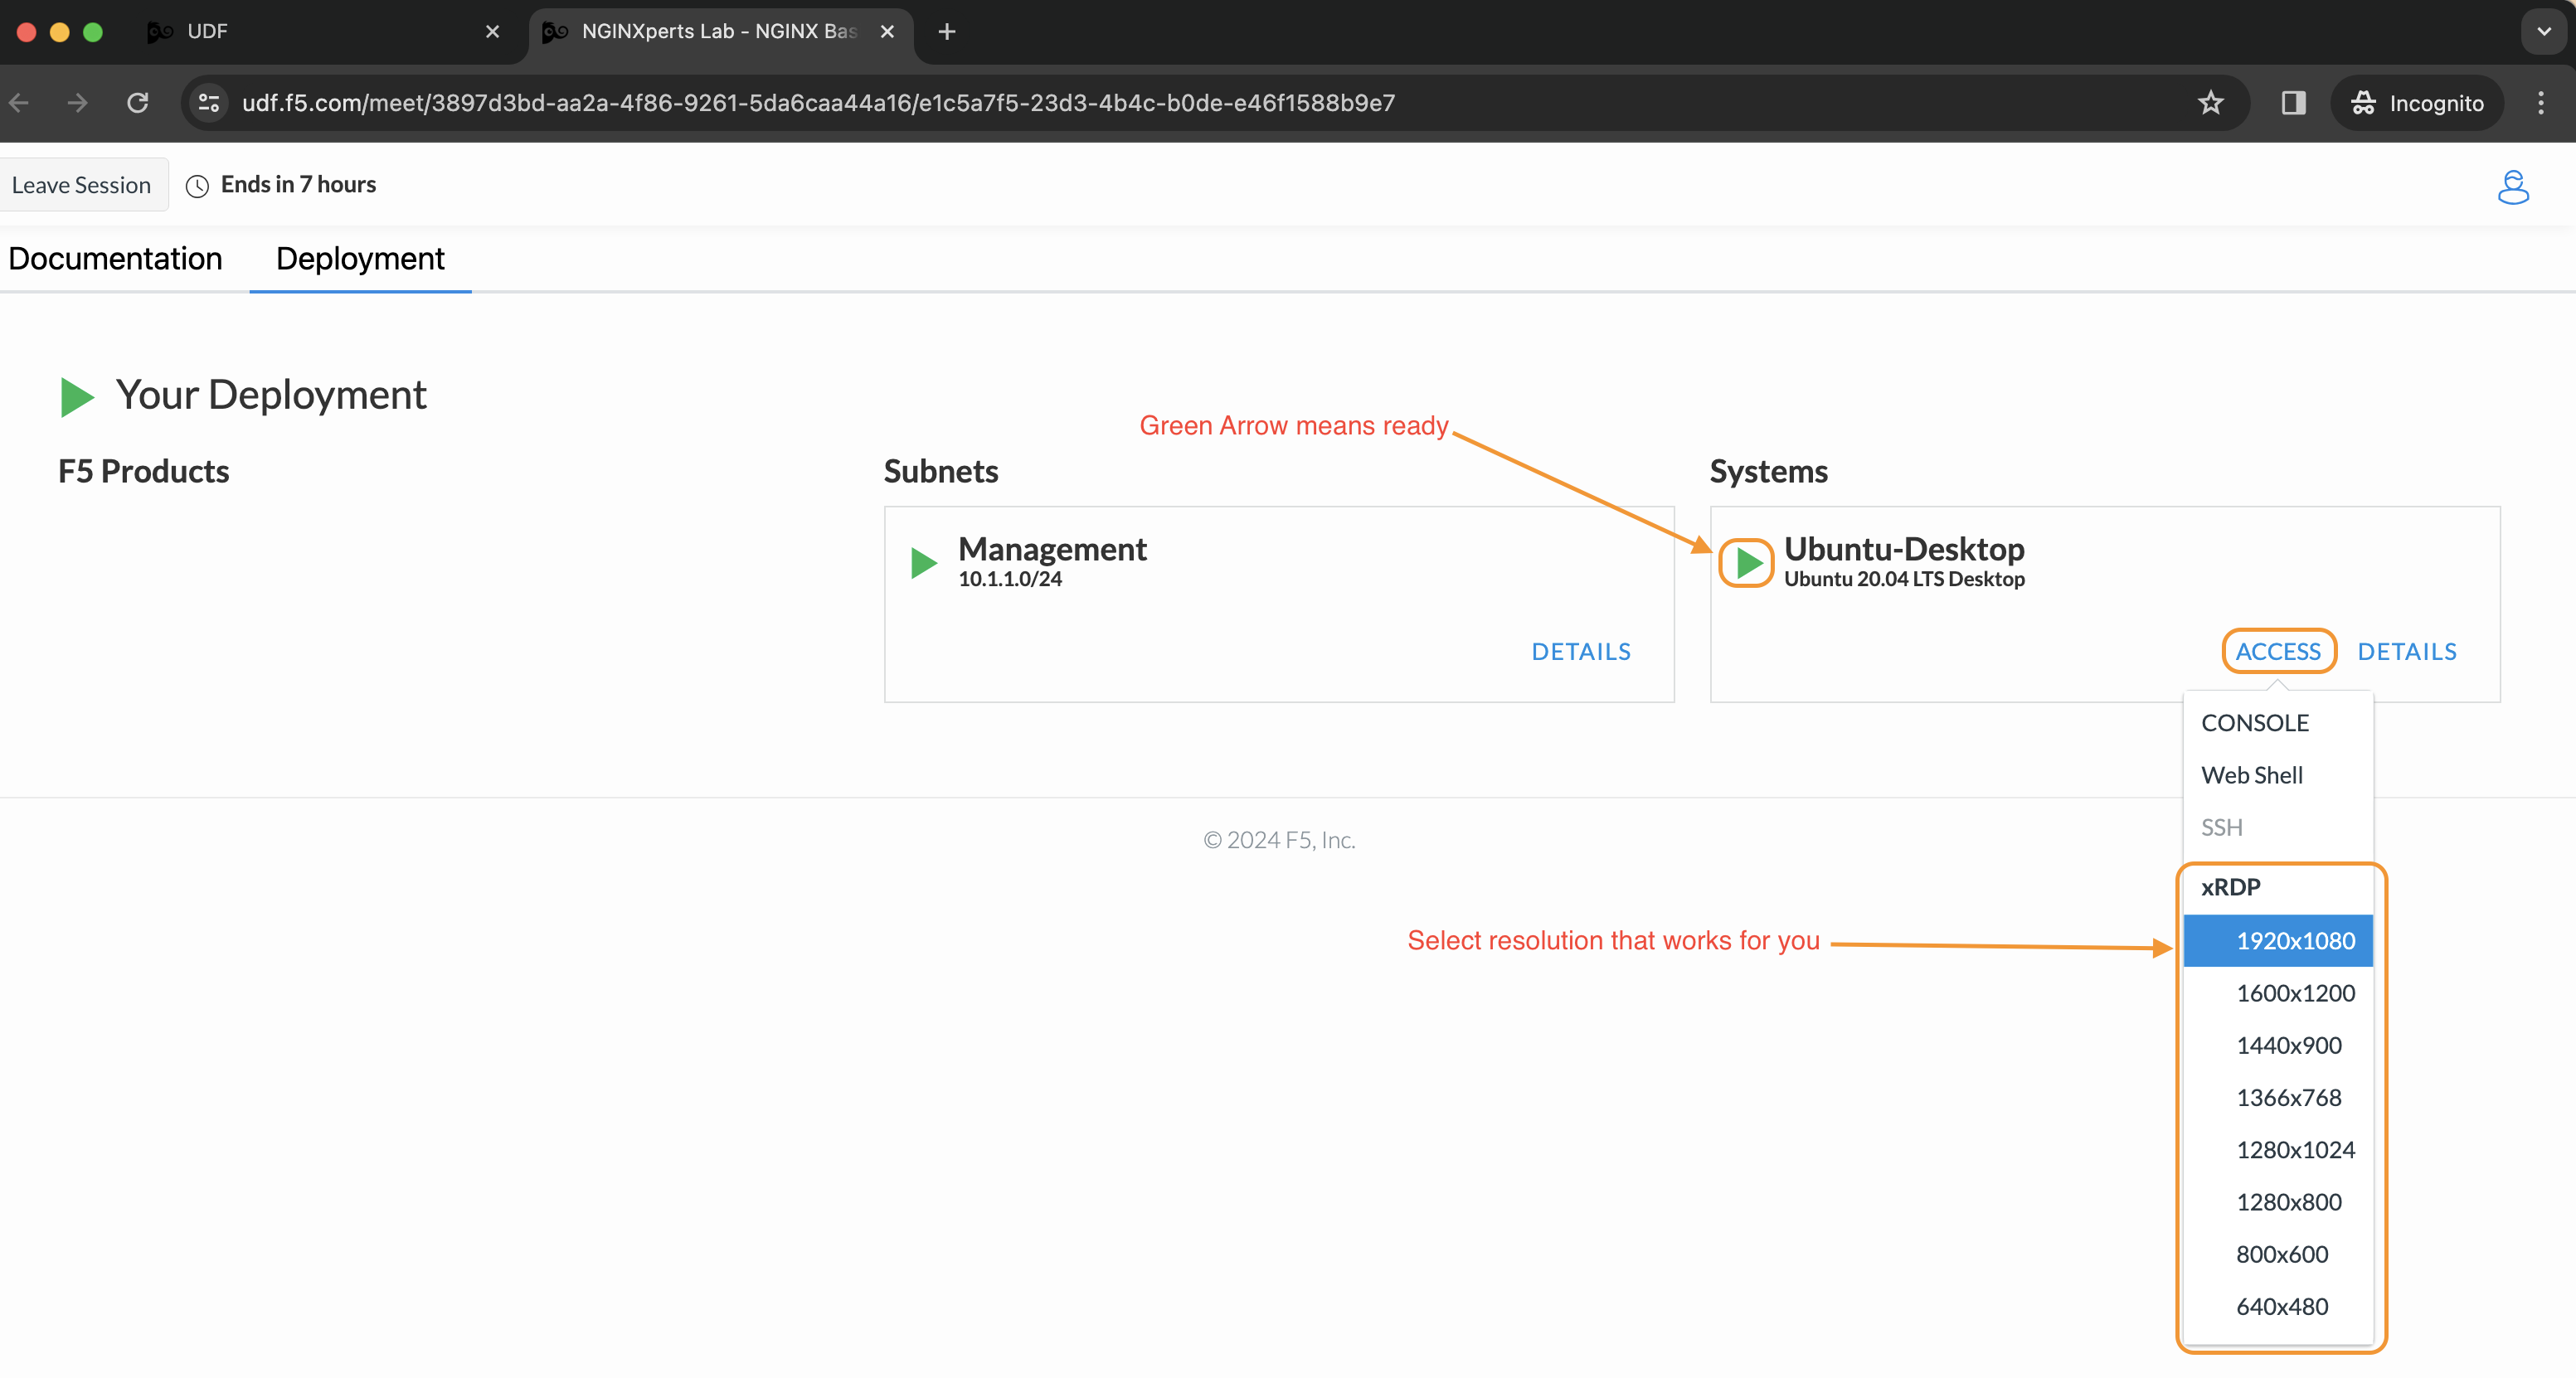 UDF
NGINXperts Lab - NGINX Bas
udf.f5.com/meet/3897d3bd-aa2a-4f86-9261-5da6caa44a16/e1c5a7f5-23d3-4b4c-b0de-e46f1588b9e7
Incognito
Leave Session
Ends in 7 hours
Documentation
Deployment
Your Deployment
Green Arrow means ready
F5 Products
Subnets
Systems
Management
10.1.1.0/24
DETAILS
Ubuntu-Desktop
Ubuntu 20.04 LTS Desktop
ACCESS
DETAILS
CONSOLE
Web Shell
SSH
xRDP
Select resolution that works for you
1920x1080
1600x1200
1440x900
1366x768
1280x1024
1280x800
800x600
640x480
© 2024 F5, Inc.